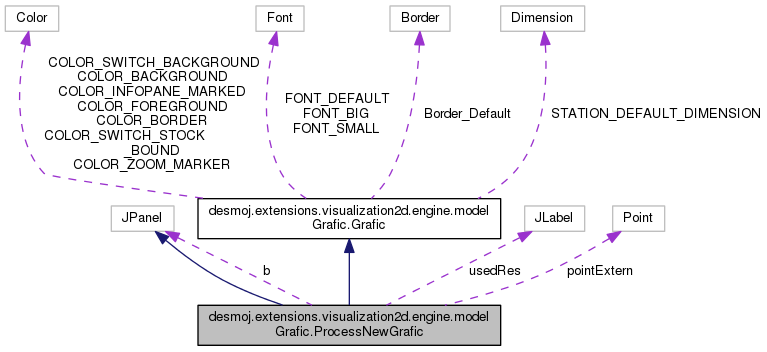 Color
Font
Border
Dimension
COLOR_SWITCH_BACKGROUND
COLOR_BACKGROUND
COLOR_INFOPANE_MARKED
COLOR_FOREGROUND
COLOR_BORDER
COLOR_SWITCH_STOCK
_BOUND
COLOR_ZOOM_MARKER
FONT_DEFAULT
FONT_BIG
FONT_SMALL
Border_Default
STATION_DEFAULT_DIMENSION
JPanel
desmoj.extensions.visualization2d.engine.model
Grafic.Grafic
JLabel
Point
b
usedRes
pointExtern
desmoj.extensions.visualization2d.engine.model
Grafic.ProcessNewGrafic